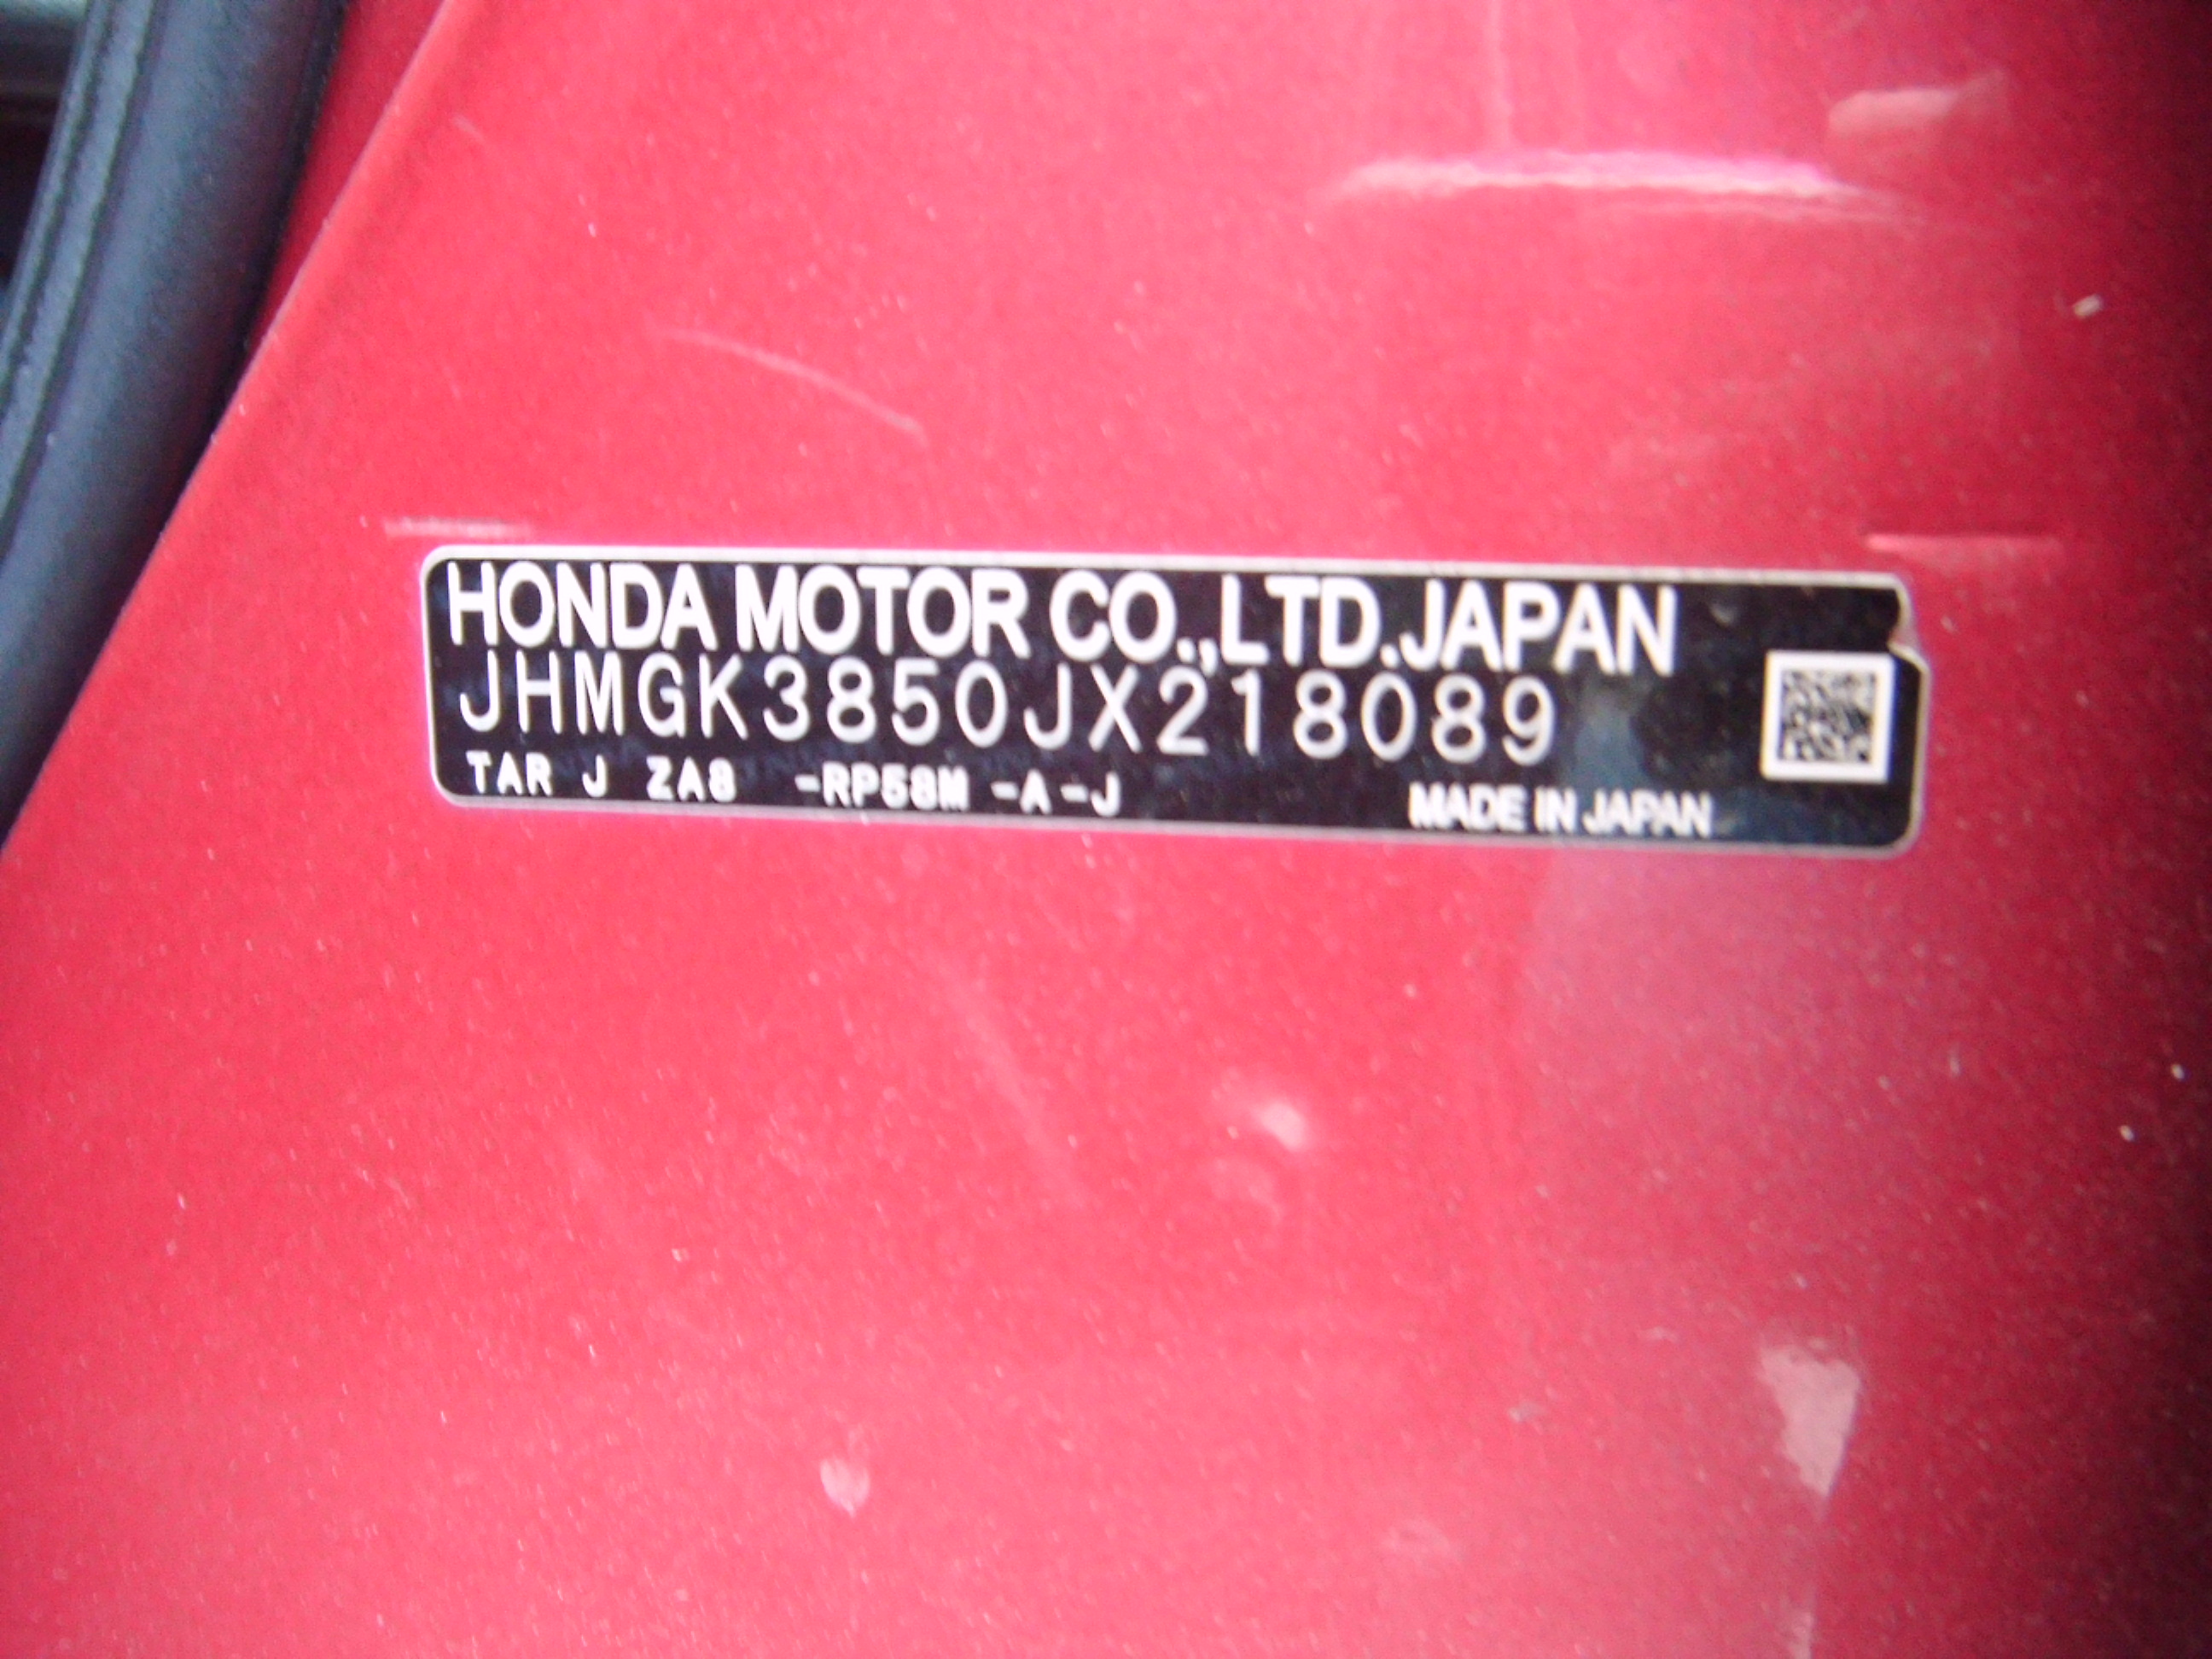 HONDA MOTOR CO.,LTD.JAPAN
JHMGK3850JX218089
TAR J ZA8 -RP58M -A -J MADE IN JAPAN